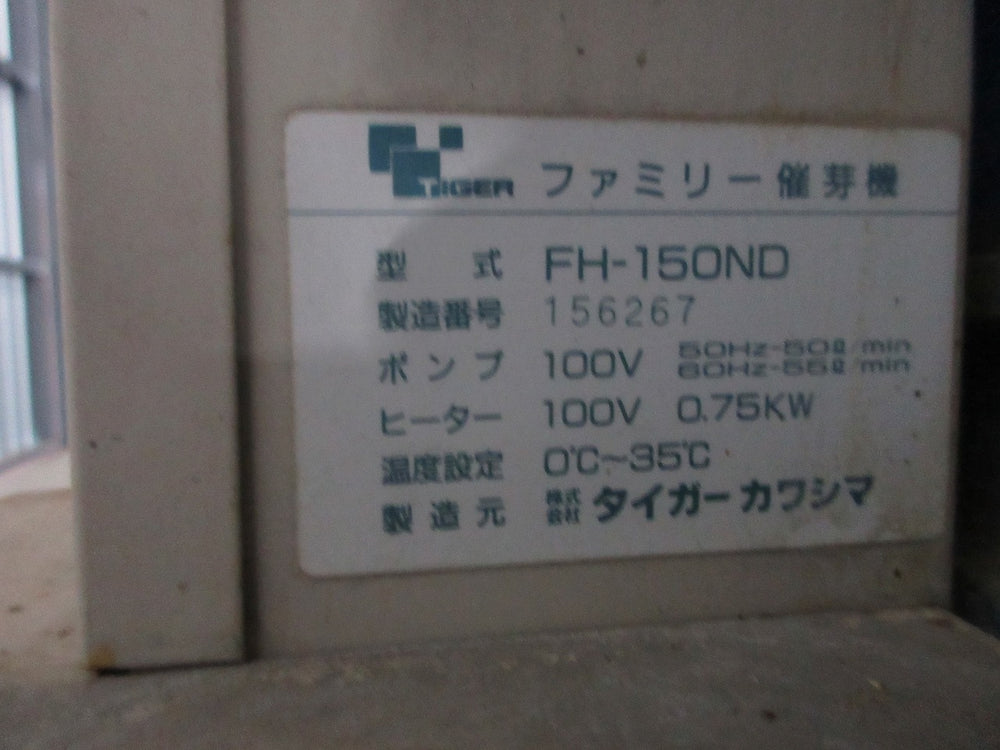 TIGER ファミリー催芽機
型式 FH-150ND
製造番号 156267
ポンプ 100V 50Hz-50ℓ/min
60Hz-55ℓ/min
ヒーター 100V 0.75KW
温度設定 0℃~35℃
製造元 株式会社 タイガーカワシマ